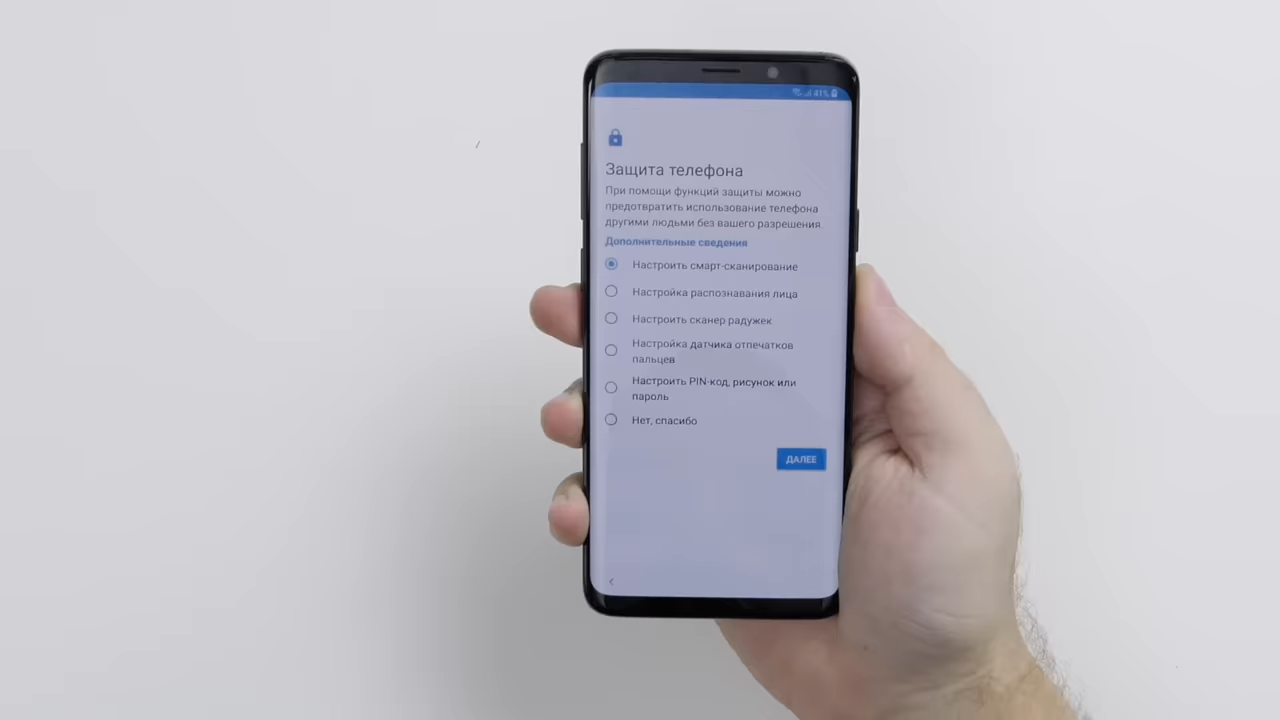 41%
Защита телефона
При помощи функций защиты можно
предотвратить использование телефона
другими людьми без вашего разрешения.
Дополнительные сведения
Настроить смарт-сканирование
Настройка распознавания лица
Настроить сканер радужек
Настройка датчика отпечатков
пальцев
Настроить PIN-код, рисунок или
пароль
Нет, спасибо
ДАЛЕЕ